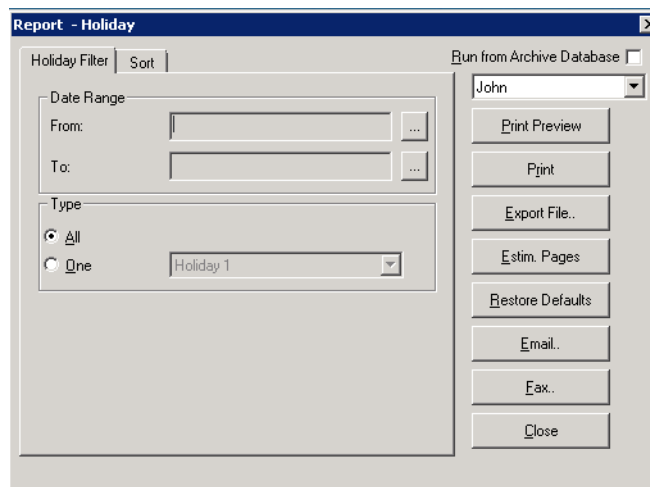 Report - Holiday
Holiday Filter
Sort
Run from Archive Database
John
Date Range
From:
...
To:
...
Type
All
One
Holiday 1
Print Preview
Print
Export File..
Estim. Pages
Restore Defaults
Email..
Fax..
Close